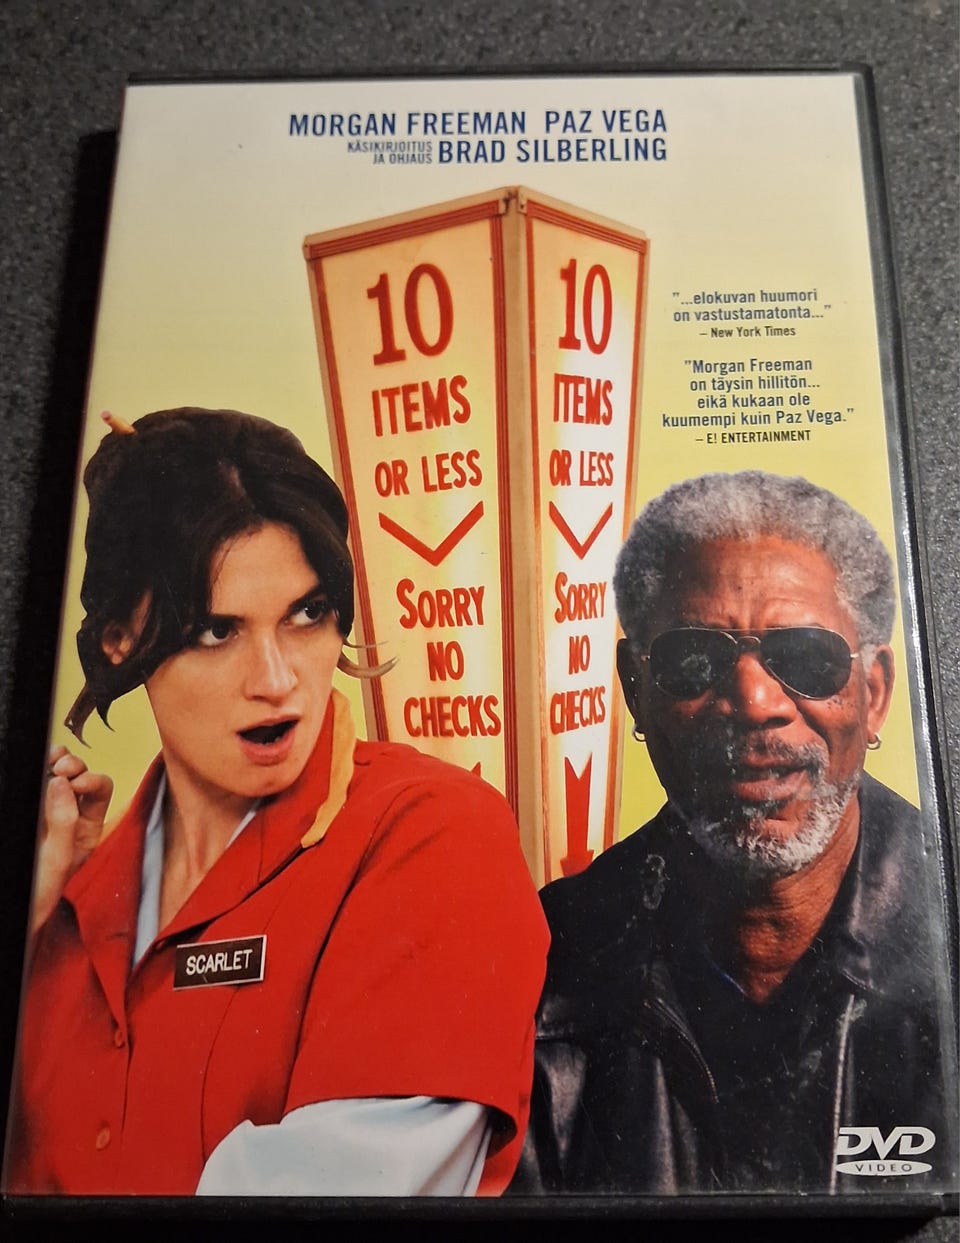 MORGAN FREEMAN PAZ VEGA
KÄSIKIRJOITUS
JA OHJAUS BRAD SILBERLING
10
ITEMS
OR LESS
SORRY
NO
CHECKS
10
ITEMS
OR LESS
SORRY
NO
CHECKS
"...elokuvan huumori
on vastustamatonta..."
– New York Times
"Morgan Freeman
on täysin hillitön...
eikä kukaan ole
kuumempi kuin Paz Vega."
– E! ENTERTAINMENT
SCARLET
DVD
VIDEO